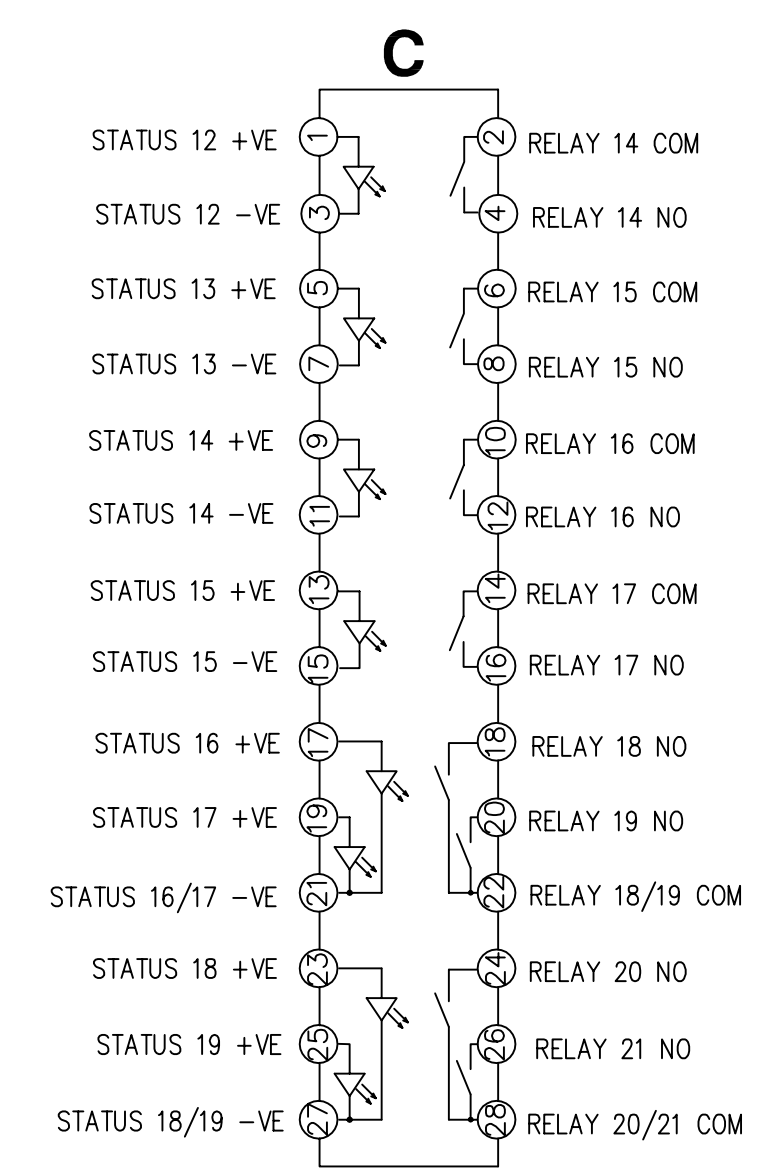 C
STATUS 12 +VE 1 2 RELAY 14 COM
STATUS 12 −VE 3 4 RELAY 14 NO
STATUS 13 +VE 5 6 RELAY 15 COM
STATUS 13 −VE 7 8 RELAY 15 NO
STATUS 14 +VE 9 10 RELAY 16 COM
STATUS 14 −VE 11 12 RELAY 16 NO
STATUS 15 +VE 13 14 RELAY 17 COM
STATUS 15 −VE 15 16 RELAY 17 NO
STATUS 16 +VE 17 18 RELAY 18 NO
STATUS 17 +VE 19 20 RELAY 19 NO
STATUS 16/17 −VE 21 22 RELAY 18/19 COM
STATUS 18 +VE 23 24 RELAY 20 NO
STATUS 19 +VE 25 26 RELAY 21 NO
STATUS 18/19 −VE 27 28 RELAY 20/21 COM